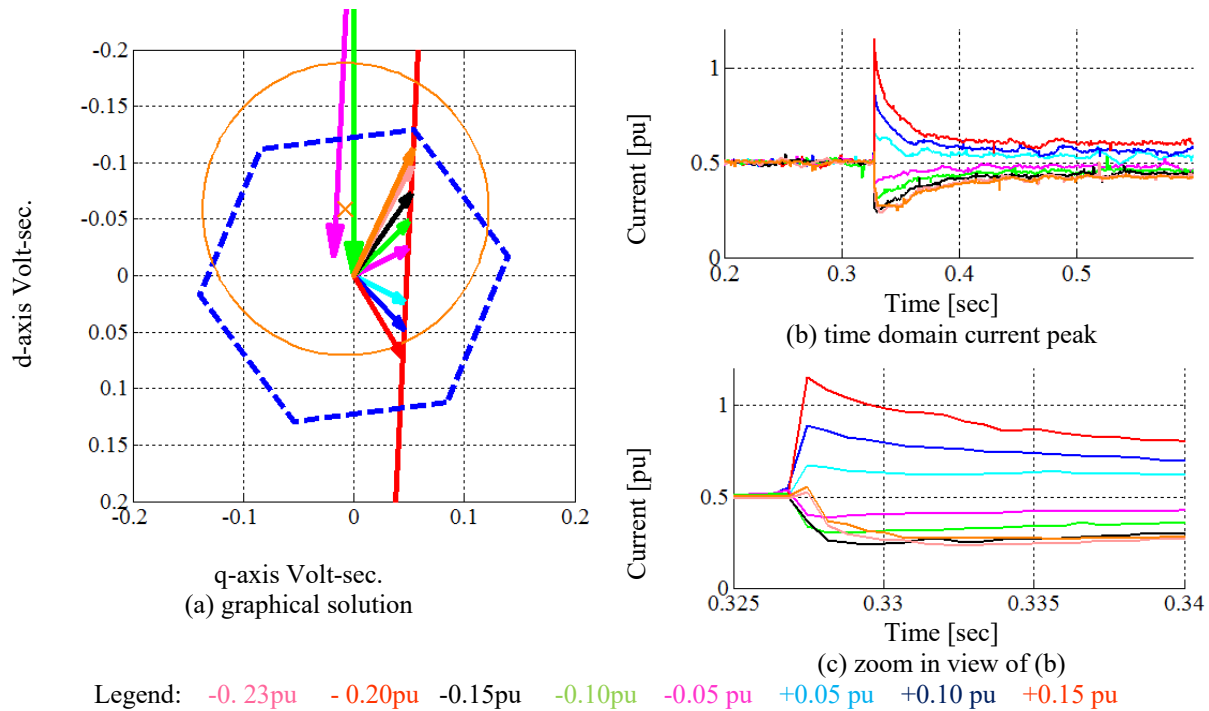 -0.2
-0.15
-0.1
-0.05
0
0.05
0.1
0.15
0.2
-0.2
-0.1
0
0.1
0.2
d-axis Volt-sec.
q-axis Volt-sec.
(a) graphical solution
1
0.5
0
0.2
0.3
0.4
0.5
Current [pu]
Time [sec]
(b) time domain current peak
1
0.5
0
0.325
0.33
0.335
0.34
Current [pu]
Time [sec]
(c) zoom in view of (b)
Legend: -0. 23pu - 0.20pu -0.15pu -0.10pu -0.05 pu +0.05 pu +0.10 pu +0.15 pu